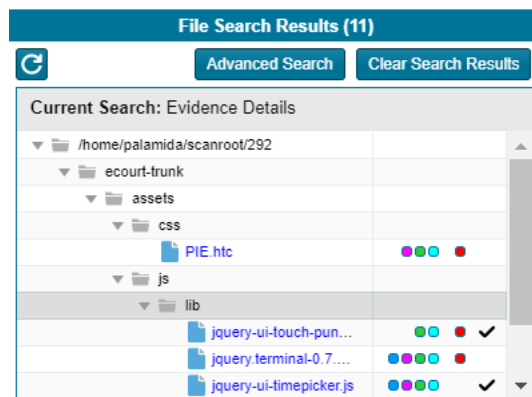 File Search Results (11)
Advanced Search Clear Search Results
Current Search: Evidence Details
/home/palamida/scanroot/292
ecourt-trunk
assets
css
PIE.htc
js
lib
jquery-ui-touch-pun...
jquery.terminal-0.7....
jquery-ui-timepicker.js